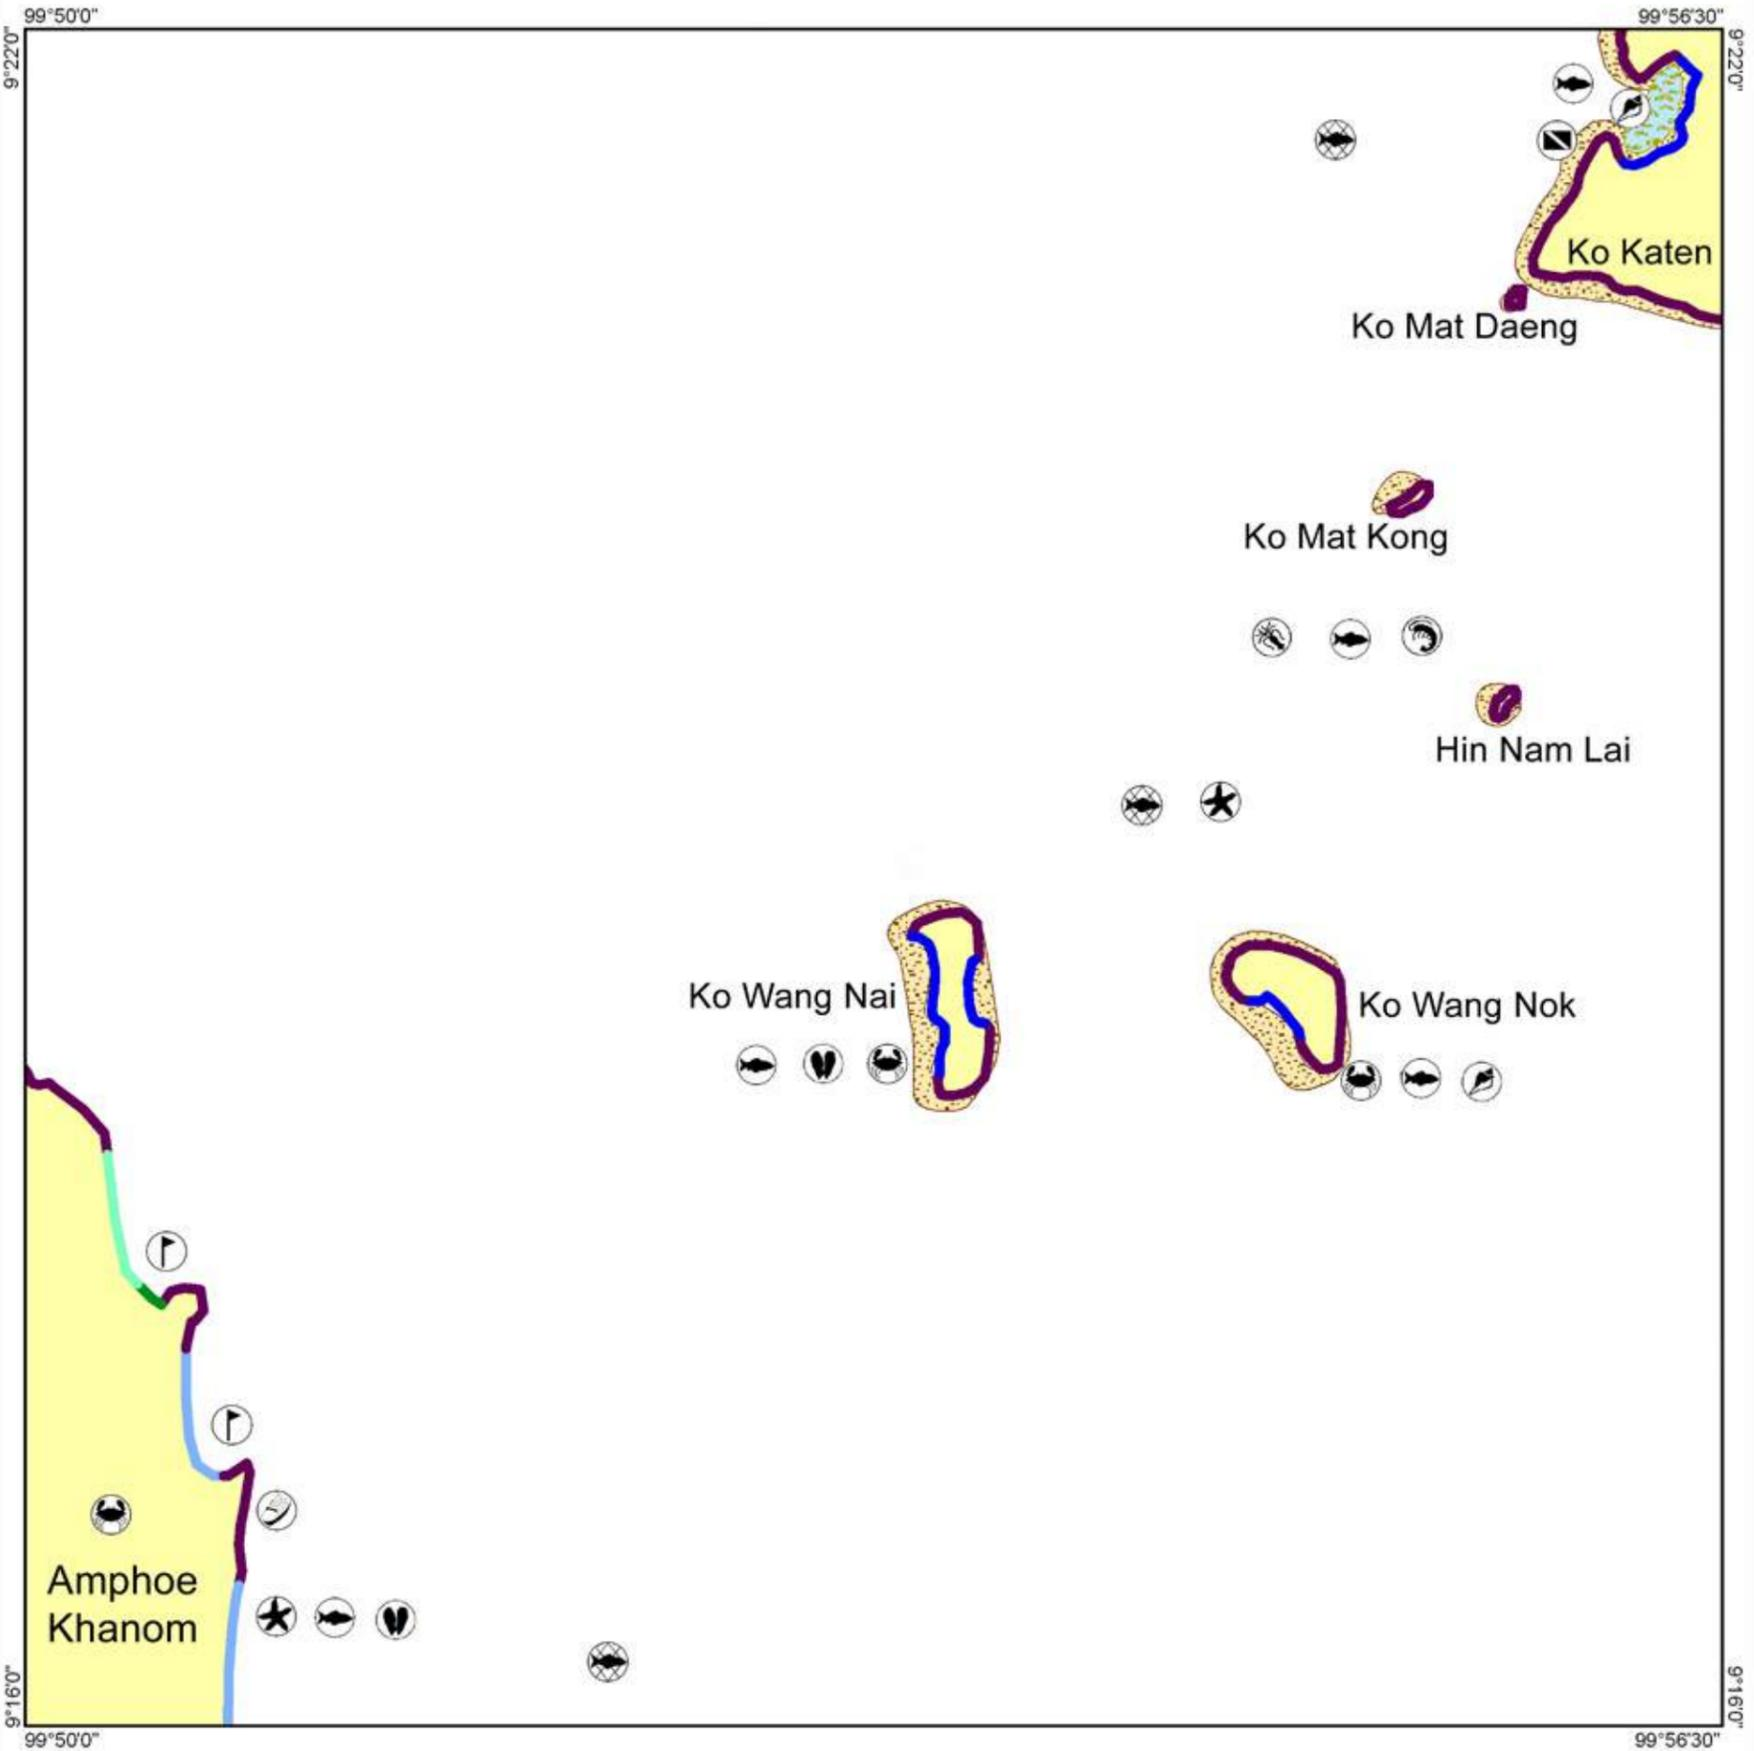 99°50'0"
99°56'30"
9°22'0"
9°22'0"
Ko Katen
Ko Mat Daeng
Ko Mat Kong
Hin Nam Lai
Ko Wang Nai
Ko Wang Nok
Amphoe
Khanom
9°16'0"
9°16'0"
99°50'0"
99°56'30"